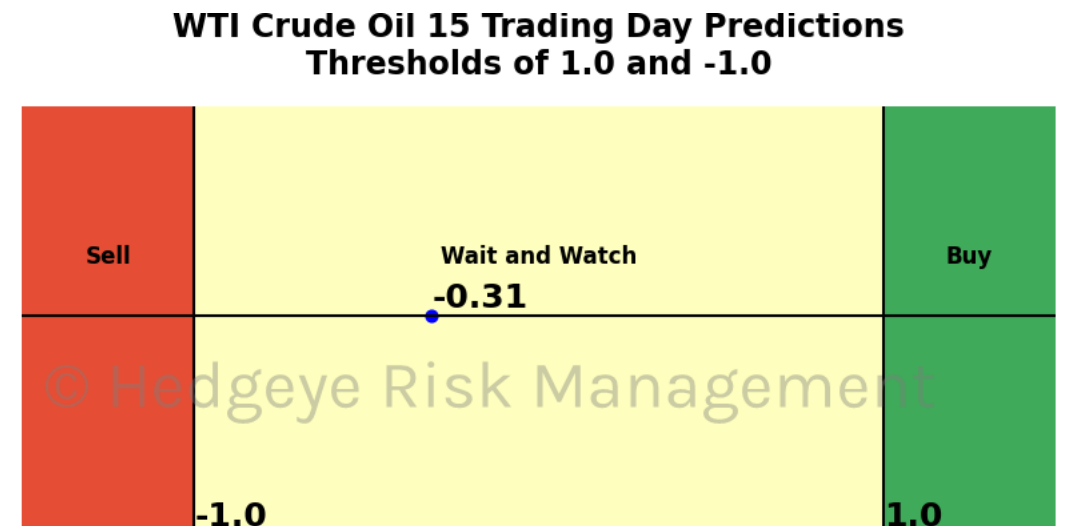 WTI Crude Oil 15 Trading Day Predictions
Thresholds of 1.0 and -1.0
Sell
Wait and Watch
Buy
-0.31
© Hedgeye Risk Management
-1.0
1.0